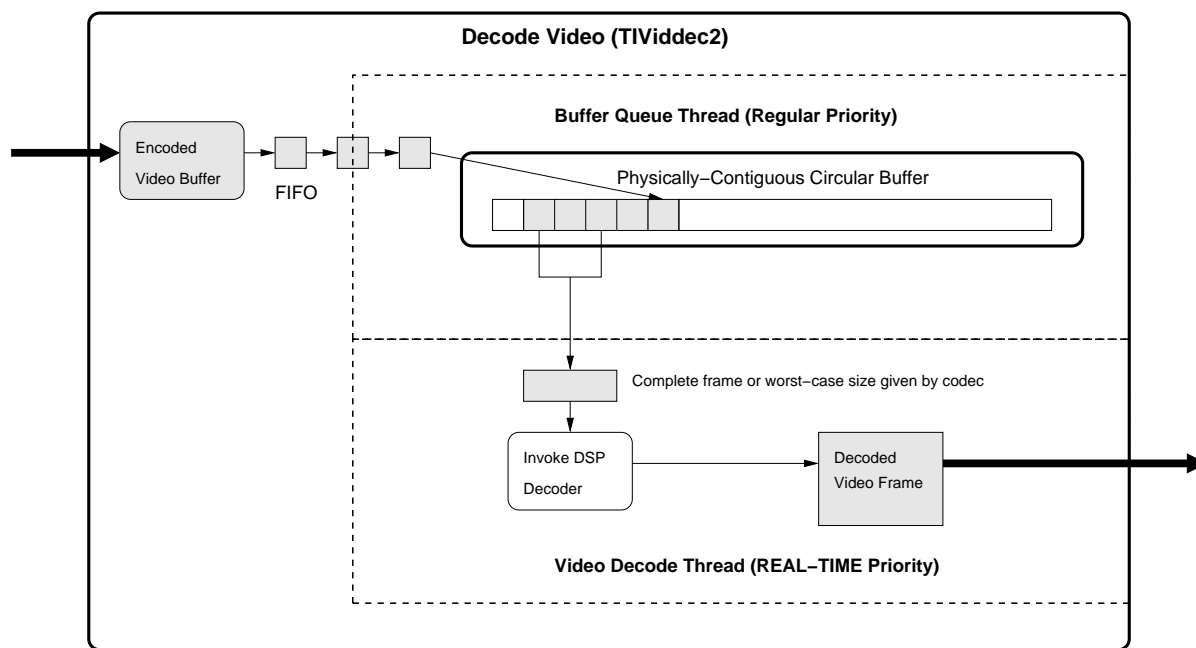 Decode Video (TIViddec2)
Buffer Queue Thread (Regular Priority)
Encoded
Video Buffer
FIFO
Physically−Contiguous Circular Buffer
Complete frame or worst−case size given by codec
Invoke DSP
Decoder
Decoded
Video Frame
Video Decode Thread (REAL−TIME Priority)